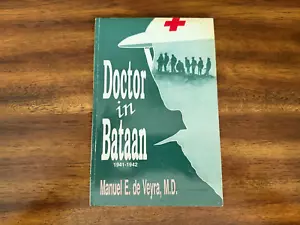 Doctor
in
Bataan
1941-1942
Manuel E. de Veyra, M.D.